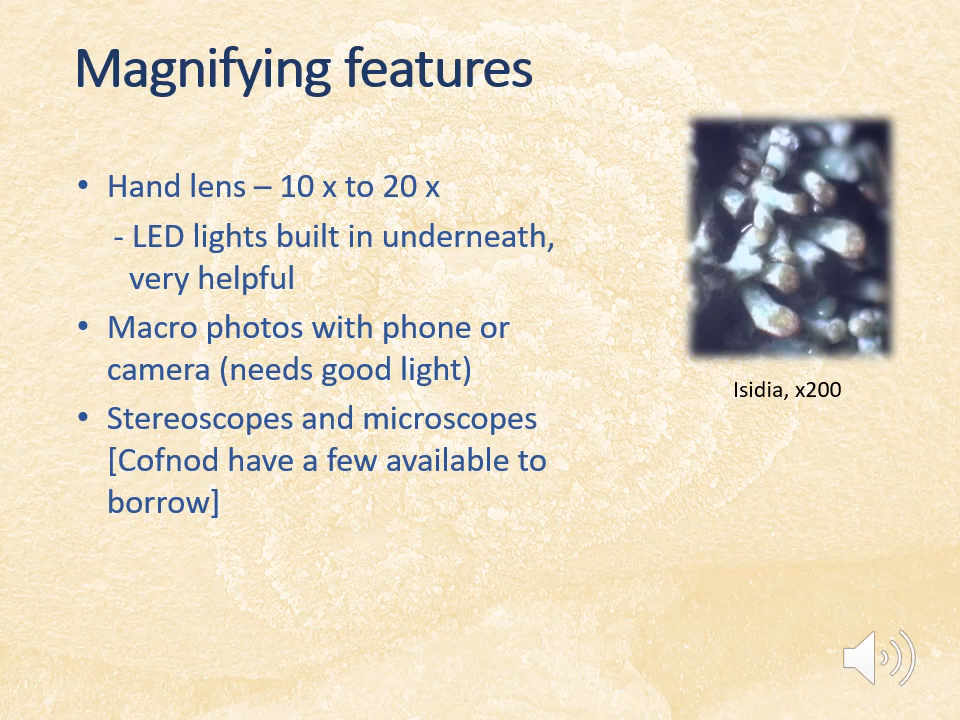 Magnifying features
• Hand lens – 10 x to 20 x
- LED lights built in underneath,
very helpful
• Macro photos with phone or
camera (needs good light)
• Stereoscopes and microscopes
[Cofnod have a few available to
borrow]
Isidia, x200